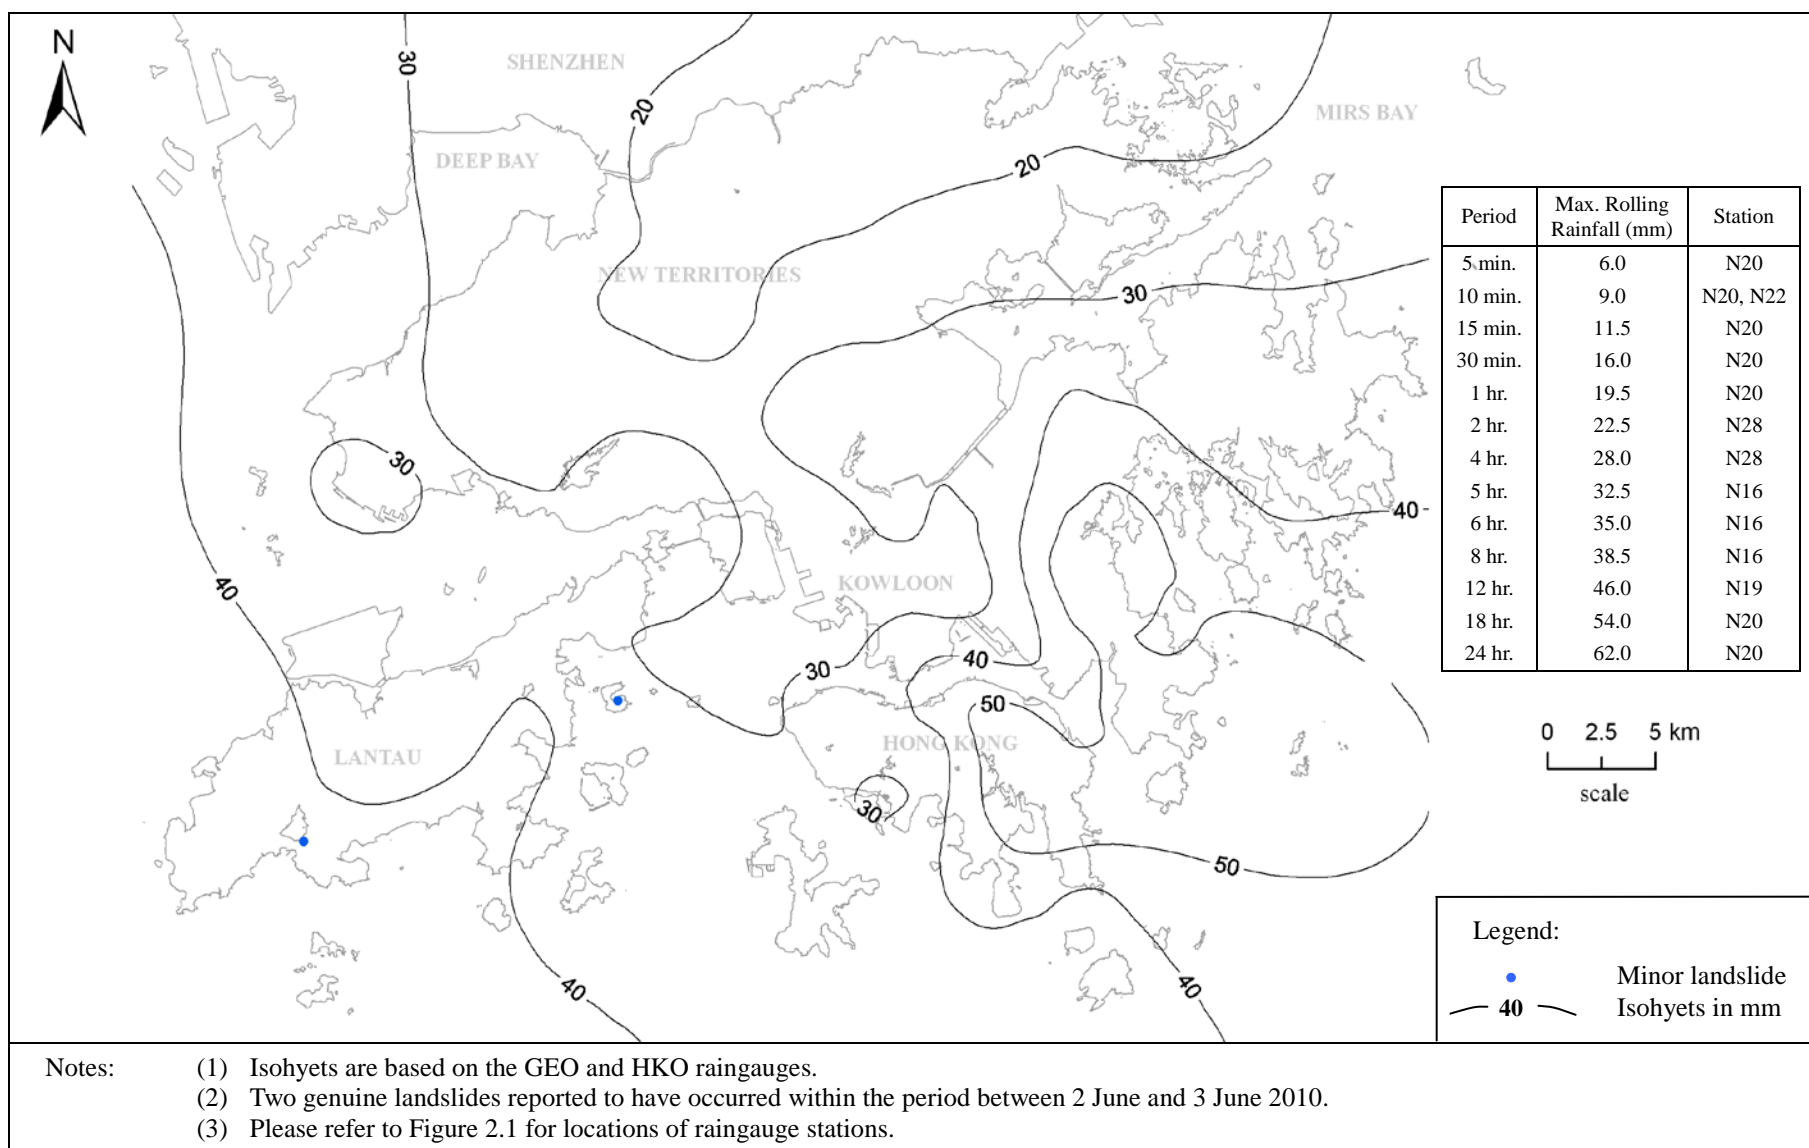 N
SHENZHEN
30
20
MIRS BAY
DEEP BAY
20
NEW TERRITORIES
30
30
40
40
KOWLOON
40
30
50
HONG KONG
LANTAU
30
50
40
40
Period Max. Rolling Rainfall (mm) Station
5 min. 6.0 N20
10 min. 9.0 N20, N22
15 min. 11.5 N20
30 min. 16.0 N20
1 hr. 19.5 N20
2 hr. 22.5 N28
4 hr. 28.0 N28
5 hr. 32.5 N16
6 hr. 35.0 N16
8 hr. 38.5 N16
12 hr. 46.0 N19
18 hr. 54.0 N20
24 hr. 62.0 N20
0 2.5 5 km
scale
Legend:
Minor landslide
40 Isohyets in mm
Notes: (1) Isohyets are based on the GEO and HKO raingauges.
(2) Two genuine landslides reported to have occurred within the period between 2 June and 3 June 2010.
(3) Please refer to Figure 2.1 for locations of raingauge stations.